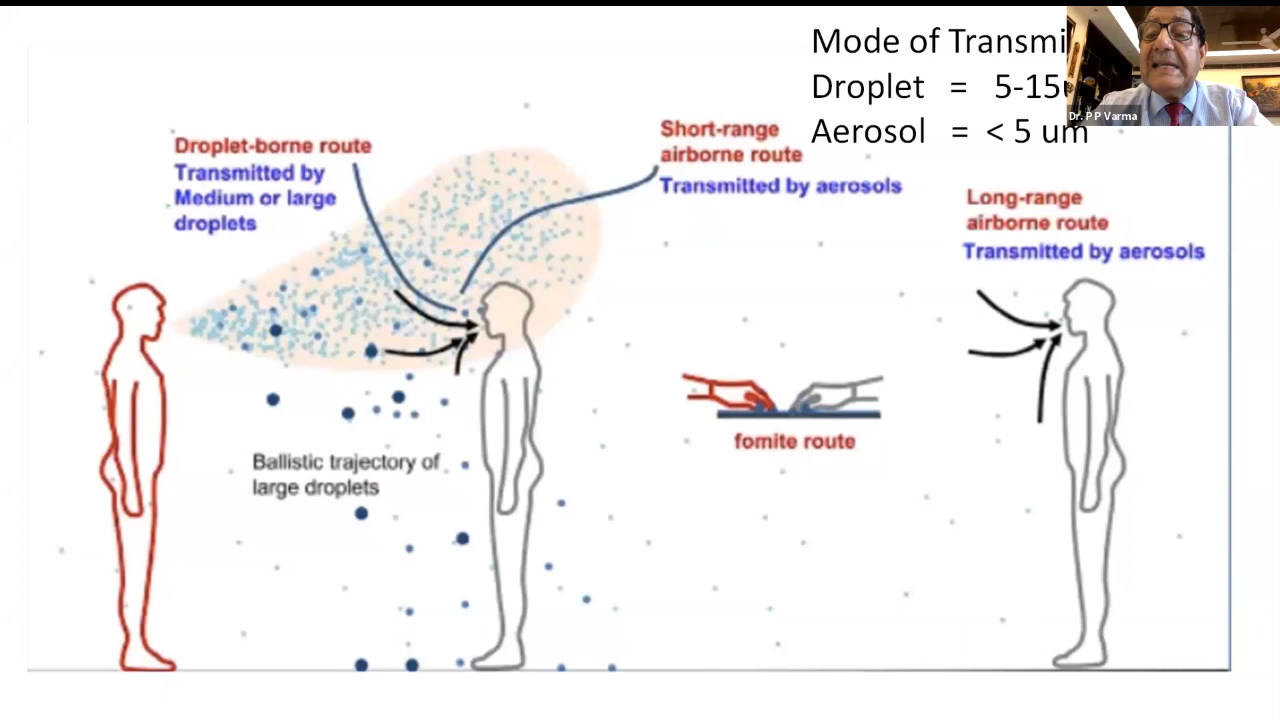 Mode of Transmi
Droplet = 5-15
Aerosol = < 5 um
Dr. P P Varma
Droplet-borne route
Transmitted by
Medium or large
droplets
Short-range
airborne route
Transmitted by aerosols
Long-range
airborne route
Transmitted by aerosols
fomite route
Ballistic trajectory of
large droplets